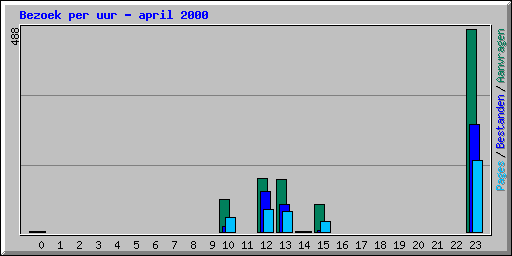 Bezoek per uur - april 2000
488
Pages / Bestanden / Aanvragen
0 1 2 3 4 5 6 7 8 9 10 11 12 13 14 15 16 17 18 19 20 21 22 23